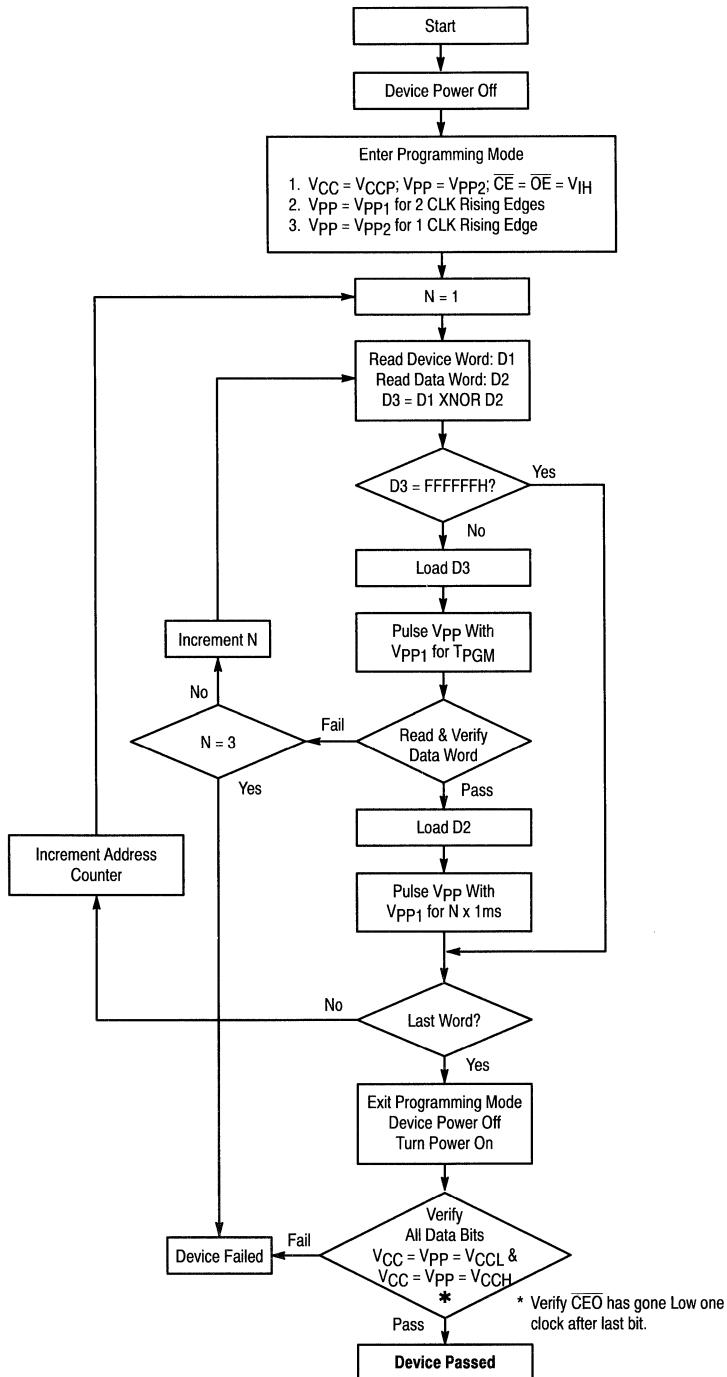 Start
Device Power Off
Enter Programming Mode
1. VCC = VCCP; VPP = VPP2; C̅E̅ = O̅E̅ = VIH
2. VPP = VPP1 for 2 CLK Rising Edges
3. VPP = VPP2 for 1 CLK Rising Edge
N = 1
Read Device Word: D1
Read Data Word: D2
D3 = D1 XNOR D2
D3 = FFFFFFH?
Yes
No
Load D3
Pulse VPP With
VPP1 for TPGM
Increment N
No
N = 3
Fail
Read & Verify
Data Word
Yes
Pass
Load D2
Increment Address
Counter
Pulse VPP With
VPP1 for N x 1ms
No
Last Word?
Yes
Exit Programming Mode
Device Power Off
Turn Power On
Verify
All Data Bits
VCC = VPP = VCCL &
VCC = VPP = VCCH
*
Fail
Device Failed
* Verify C̅E̅O̅ has gone Low one
clock after last bit.
Pass
Device Passed